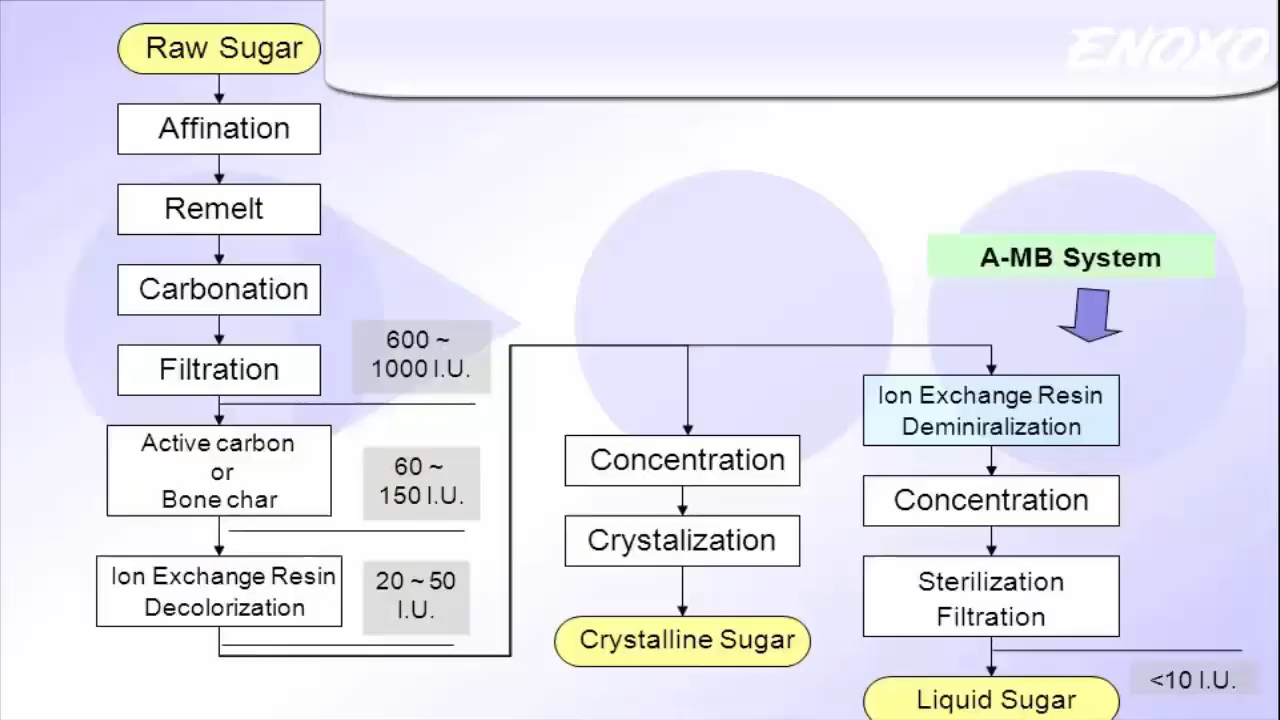 ENOXO
Raw Sugar
Affination
Remelt
Carbonation
Filtration
600 ~
1000 I.U.
Active carbon
or
Bone char
60 ~
150 I.U.
Ion Exchange Resin
Decolorization
20 ~ 50
I.U.
Concentration
Crystalization
Crystalline Sugar
A-MB System
Ion Exchange Resin
Deminiralization
Concentration
Sterilization
Filtration
<10 I.U.
Liquid Sugar